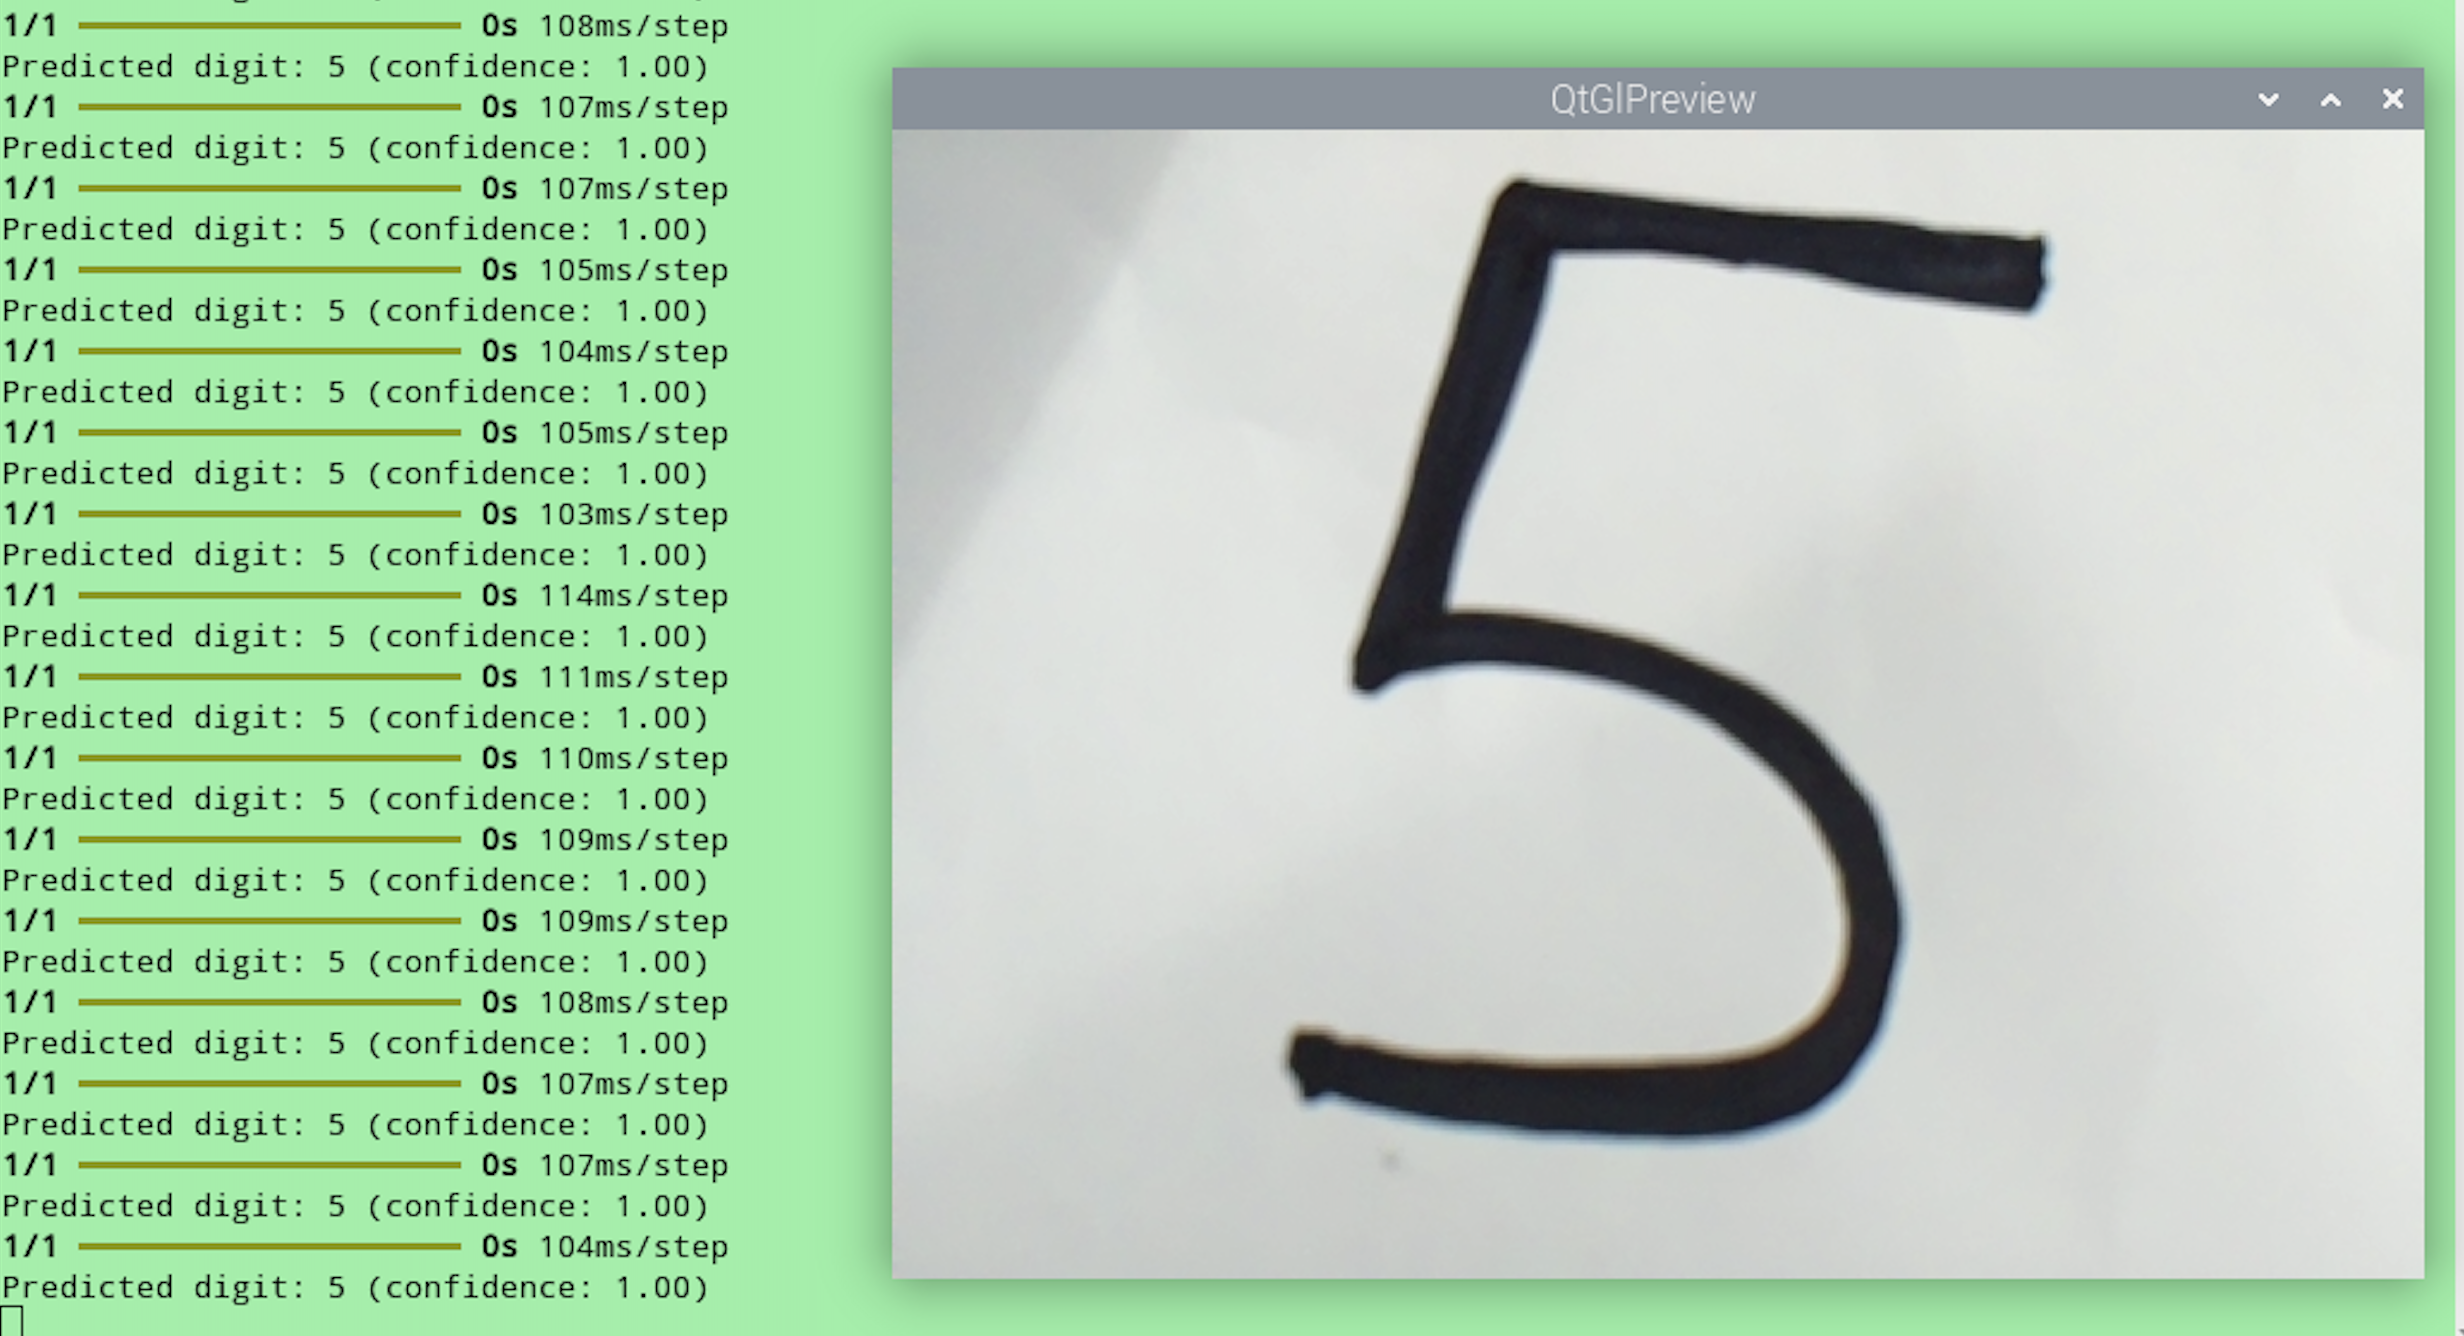 1/1 ━━━━━━━━━━━━━━━━━━━━ 0s 108ms/step
Predicted digit: 5 (confidence: 1.00)
1/1 ━━━━━━━━━━━━━━━━━━━━ 0s 107ms/step
Predicted digit: 5 (confidence: 1.00)
1/1 ━━━━━━━━━━━━━━━━━━━━ 0s 107ms/step
Predicted digit: 5 (confidence: 1.00)
1/1 ━━━━━━━━━━━━━━━━━━━━ 0s 105ms/step
Predicted digit: 5 (confidence: 1.00)
1/1 ━━━━━━━━━━━━━━━━━━━━ 0s 104ms/step
Predicted digit: 5 (confidence: 1.00)
1/1 ━━━━━━━━━━━━━━━━━━━━ 0s 105ms/step
Predicted digit: 5 (confidence: 1.00)
1/1 ━━━━━━━━━━━━━━━━━━━━ 0s 103ms/step
Predicted digit: 5 (confidence: 1.00)
1/1 ━━━━━━━━━━━━━━━━━━━━ 0s 114ms/step
Predicted digit: 5 (confidence: 1.00)
1/1 ━━━━━━━━━━━━━━━━━━━━ 0s 111ms/step
Predicted digit: 5 (confidence: 1.00)
1/1 ━━━━━━━━━━━━━━━━━━━━ 0s 110ms/step
Predicted digit: 5 (confidence: 1.00)
1/1 ━━━━━━━━━━━━━━━━━━━━ 0s 109ms/step
Predicted digit: 5 (confidence: 1.00)
1/1 ━━━━━━━━━━━━━━━━━━━━ 0s 109ms/step
Predicted digit: 5 (confidence: 1.00)
1/1 ━━━━━━━━━━━━━━━━━━━━ 0s 108ms/step
Predicted digit: 5 (confidence: 1.00)
1/1 ━━━━━━━━━━━━━━━━━━━━ 0s 107ms/step
Predicted digit: 5 (confidence: 1.00)
1/1 ━━━━━━━━━━━━━━━━━━━━ 0s 107ms/step
Predicted digit: 5 (confidence: 1.00)
1/1 ━━━━━━━━━━━━━━━━━━━━ 0s 104ms/step
Predicted digit: 5 (confidence: 1.00)
QtGlPreview
5